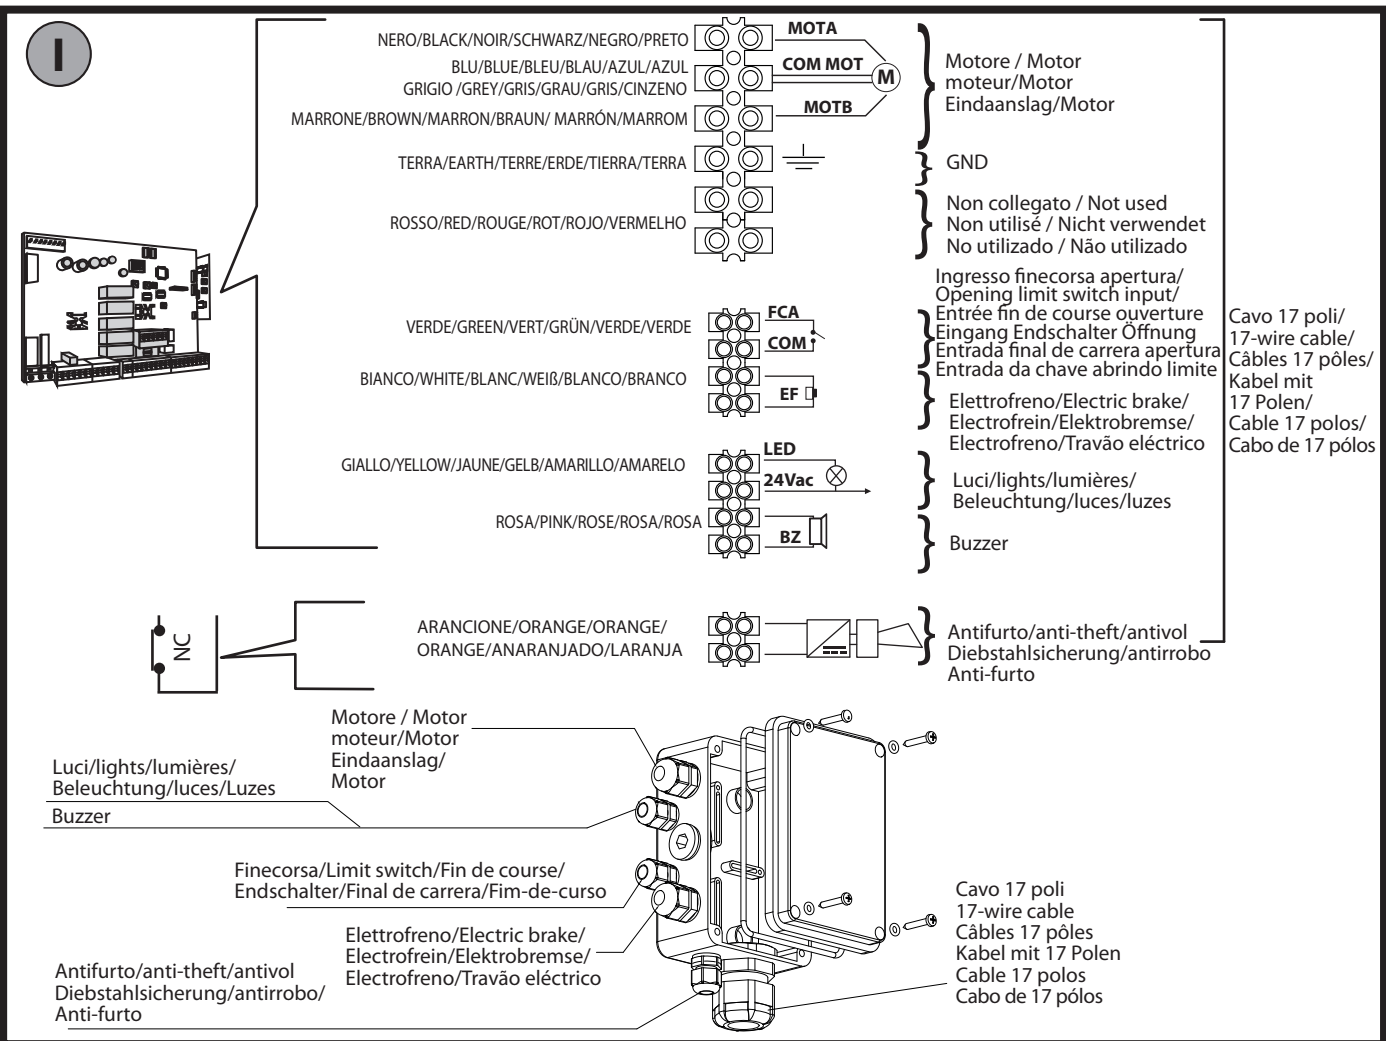 I
NERO/BLACK/NOIR/SCHWARZ/NEGRO/PRETO
BLU/BLUE/BLEU/BLAU/AZUL/AZUL
GRIGIO /GREY/GRIS/GRAU/GRIS/CINZENO
MARRONE/BROWN/MARRON/BRAUN/ MARRÓN/MARROM
TERRA/EARTH/TERRE/ERDE/TIERRA/TERRA
ROSSO/RED/ROUGE/ROT/ROJO/VERMELHO
MOTA
COM MOT
M
MOTB
Motore / Motor
moteur/Motor
Eindaanslag/Motor
GND
Non collegato / Not used
Non utilisé / Nicht verwendet
No utilizado / Não utilizado
VERDE/GREEN/VERT/GRÜN/VERDE/VERDE
BIANCO/WHITE/BLANC/WEIß/BLANCO/BRANCO
FCA
COM
EF
Ingresso finecorsa apertura/
Opening limit switch input/
Entrée fin de course ouverture
Eingang Endschalter Öffnung
Entrada final de carrera apertura
Entrada da chave abrindo limite
Elettrofreno/Electric brake/
Electrofrein/Elektrobremse/
Electrofreno/Travão eléctrico
Cavo 17 poli/
17-wire cable/
Câbles 17 pôles/
Kabel mit
17 Polen/
Cable 17 polos/
Cabo de 17 pólos
GIALLO/YELLOW/JAUNE/GELB/AMARILLO/AMARELO
ROSA/PINK/ROSE/ROSA/ROSA
LED
24Vac
BZ
Luci/lights/lumières/
Beleuchtung/luces/luzes
Buzzer
NC
ARANCIONE/ORANGE/ORANGE/
ORANGE/ANARANJADO/LARANJA
Antifurto/anti-theft/antivol
Diebstahlsicherung/antirrobo
Anti-furto
Motore / Motor
moteur/Motor
Eindaanslag/
Motor
Luci/lights/lumières/
Beleuchtung/luces/Luzes
Buzzer
Finecorsa/Limit switch/Fin de course/
Endschalter/Final de carrera/Fim-de-curso
Elettrofreno/Electric brake/
Electrofrein/Elektrobremse/
Electrofreno/Travão eléctrico
Antifurto/anti-theft/antivol
Diebstahlsicherung/antirrobo/
Anti-furto
Cavo 17 poli
17-wire cable
Câbles 17 pôles
Kabel mit 17 Polen
Cable 17 polos
Cabo de 17 pólos